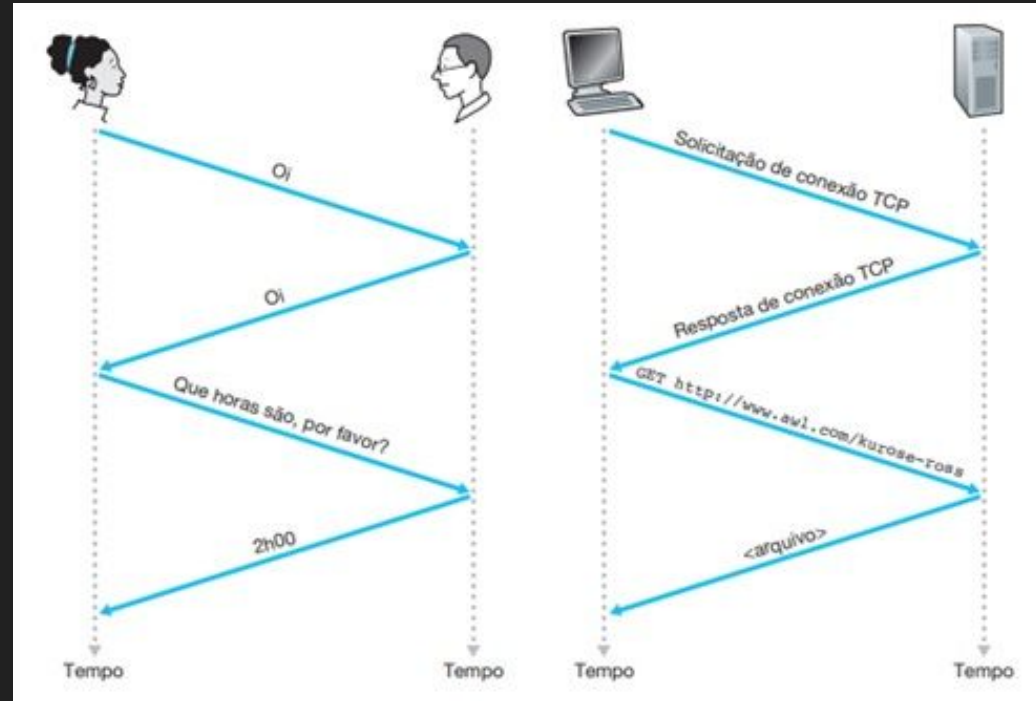 Oi
Oi
Que horas são, por favor?
2h00
Tempo
Tempo
Solicitação de conexão TCP
Resposta de conexão TCP
GET http://www.awl.com/kurose-ross
<arquivo>
Tempo
Tempo